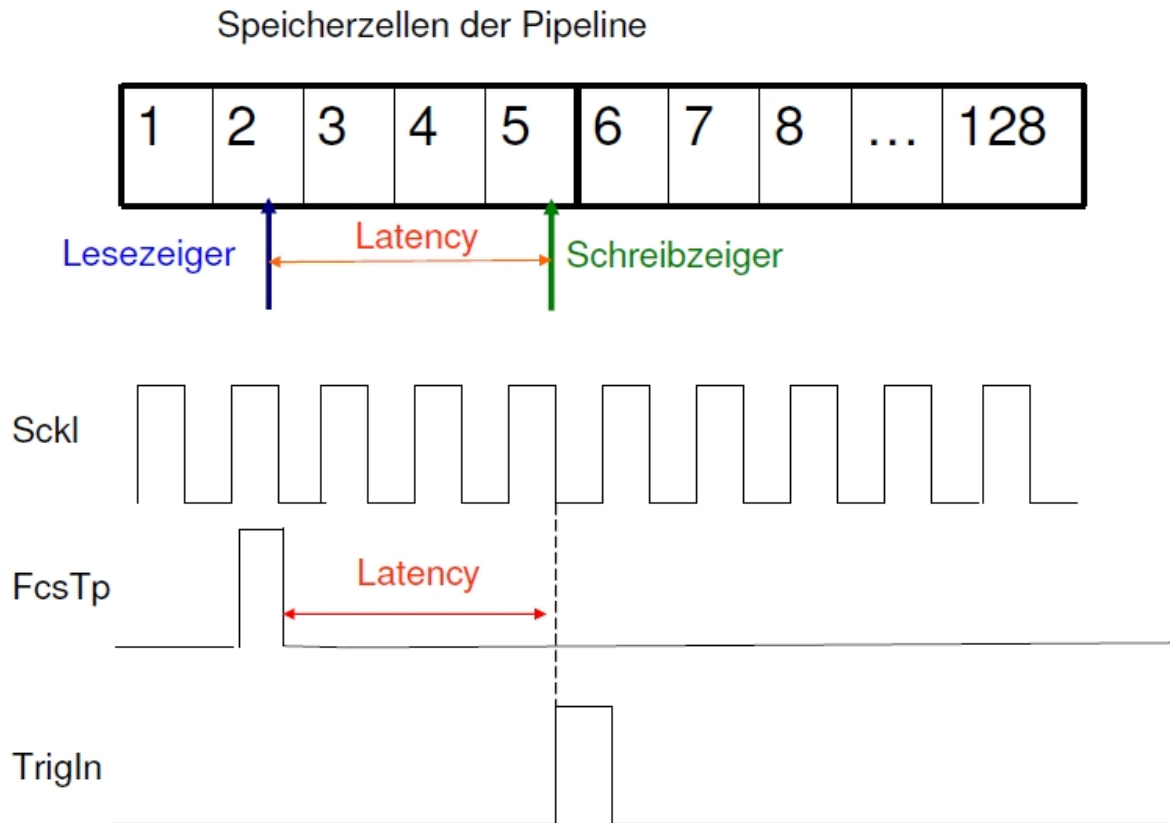 Speicherzellen der Pipeline
1 2 3 4 5 6 7 8 ... 128
Lesezeiger
Latency
Schreibzeiger
Sckl
FcsTp
Latency
TrigIn